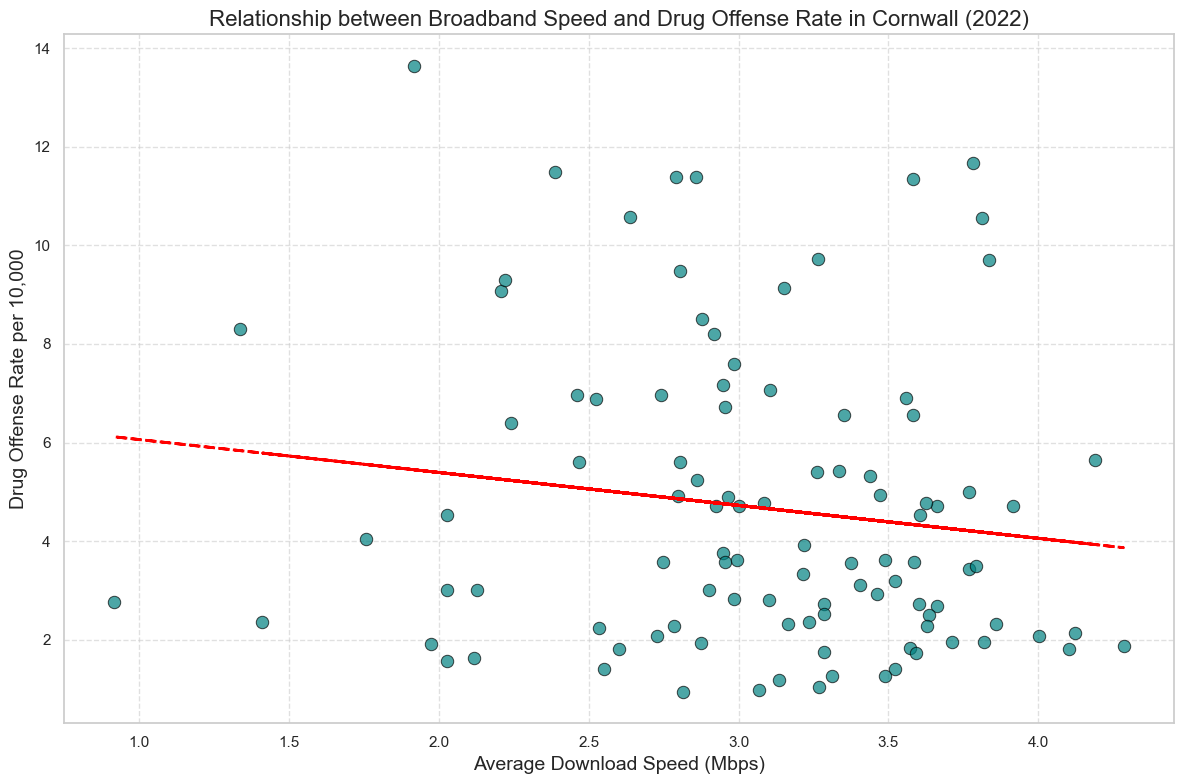 Relationship between Broadband Speed and Drug Offense Rate in Cornwall (2022)
14
12
10
8
6
4
2
Drug Offense Rate per 10,000
1.0 1.5 2.0 2.5 3.0 3.5 4.0
Average Download Speed (Mbps)